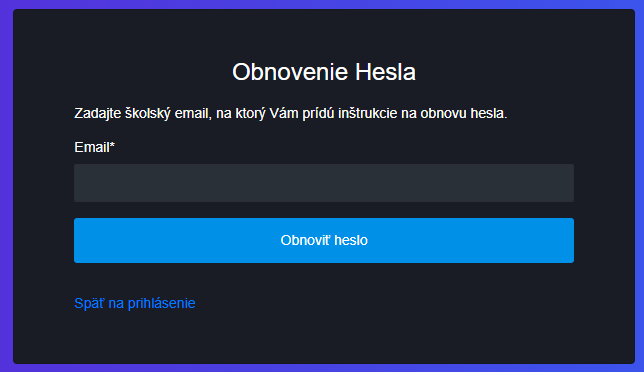 Obnovenie Hesla
Zadajte školský email, na ktorý Vám prídú inštrukcie na obnovu hesla.
Email*
Obnoviť heslo
Späť na prihlásenie